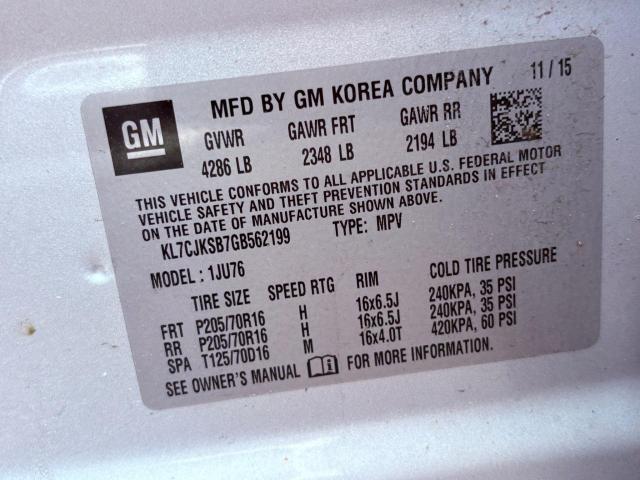 GM
MFD BY GM KOREA COMPANY 11/15
GVWR GAWR FRT GAWR RR
4286 LB 2348 LB 2194 LB
THIS VEHICLE CONFORMS TO ALL APPLICABLE U.S. FEDERAL MOTOR
VEHICLE SAFETY AND THEFT PREVENTION STANDARDS IN EFFECT
ON THE DATE OF MANUFACTURE SHOWN ABOVE.
KL7CJKSB7GB562199 TYPE: MPV
MODEL: 1JU76
TIRE SIZE SPEED RTG RIM COLD TIRE PRESSURE
FRT P205/70R16 H 16x6.5J 240KPA, 35 PSI
RR P205/70R16 H 16x6.5J 240KPA, 35 PSI
SPA T125/70D16 M 16x4.0T 420KPA, 60 PSI
SEE OWNER'S MANUAL FOR MORE INFORMATION.